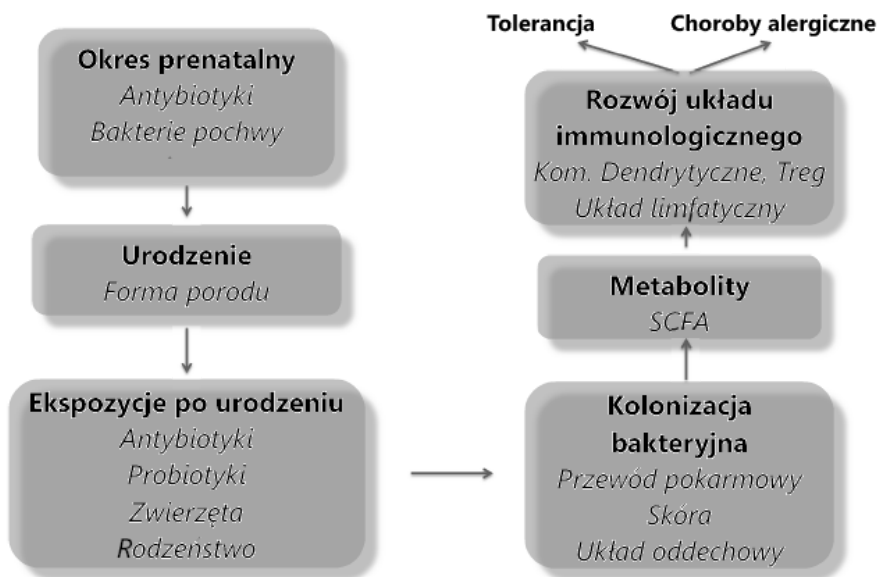 Okres prenatalny
Antybiotyki
Bakterie pochwy
Urodzenie
Forma porodu
Ekspozycje po urodzeniu
Antybiotyki
Probiotyki
Zwierzęta
Rodzeństwo
Kolonizacja
bakteryjna
Przewód pokarmowy
Skóra
Układ oddechowy
Metabolity
SCFA
Rozwój układu
immunologicznego
Kom. Dendrytyczne, Treg
Układ limfatyczny
Tolerancja
Choroby alergiczne